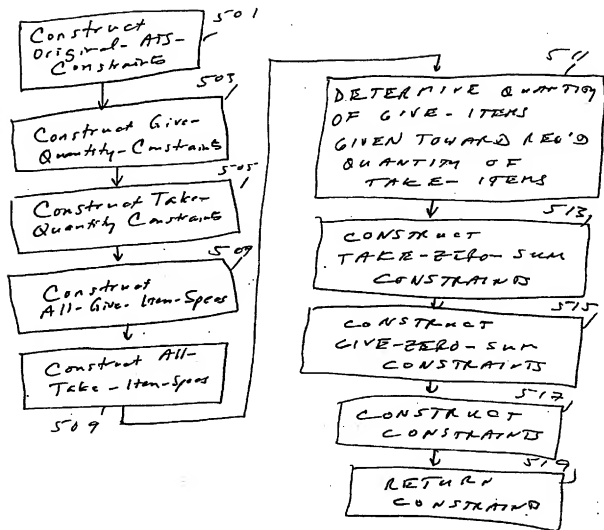 501
Construct
Original-ATS-
Constraints
503
Construct Give-
Quantity-Constraints
505
Construct Take-
Quantity Constraints
509
Construct
All-Give-Item-Specs
Construct All-
Take-Item-Specs
509
511
DETERMINE QUANTITY
OF GIVE-ITEMS
GIVEN TOWARD REQ'D
QUANTITY OF
TAKE-ITEMS
513
CONSTRUCT
TAKE-ZERO-SUM
CONSTRAINTS
515
CONSTRUCT
GIVE-ZERO-SUM
CONSTRAINTS
517
CONSTRUCT
CONSTRAINTS
519
RETURN
CONSTRAIND